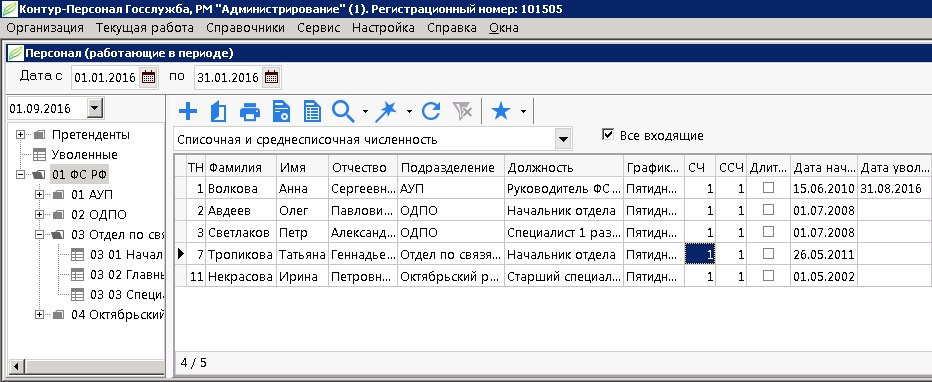 Контур-Персонал Госслужба, РМ "Администрирование" (1). Регистрационный номер: 101505
Организация Текущая работа Справочники Сервис Настройка Справка Окна
Персонал (работающие в периоде)
Дата с 01.01.2016 по 31.01.2016
01.09.2016
Претенденты
Уволенные
01 ФС РФ
01 АУП
02 ОДПО
03 Отдел по свя
03 01 Начал
03 02 Главны
03 03 Специ
04 Октябрьский
Списочная и среднесписочная численность
Все входящие
ТН Фамилия Имя Отчество Подразделение Должность График... СЧ ССЧ Длит... Дата нач... Дата увол...
1 Волкова Анна Сергеевн... АУП Руководитель ФС ... Пятидн... 1 1 15.06.2010 31.08.2016
2 Авдеев Олег Павлови... ОДПО Начальник отдела Пятидн... 1 1 01.07.2008
3 Светлаков Петр Александ... ОДПО Специалист 1 раз... Пятидн... 1 1 01.07.2008
7 Тропикова Татьяна Геннадье... Отдел по связя... Начальник отдела Пятидн... 1 1 26.05.2011
11 Некрасова Ирина Петровн... Октябрьский р... Старший специал... Пятидн... 1 1 01.05.2002
4 / 5